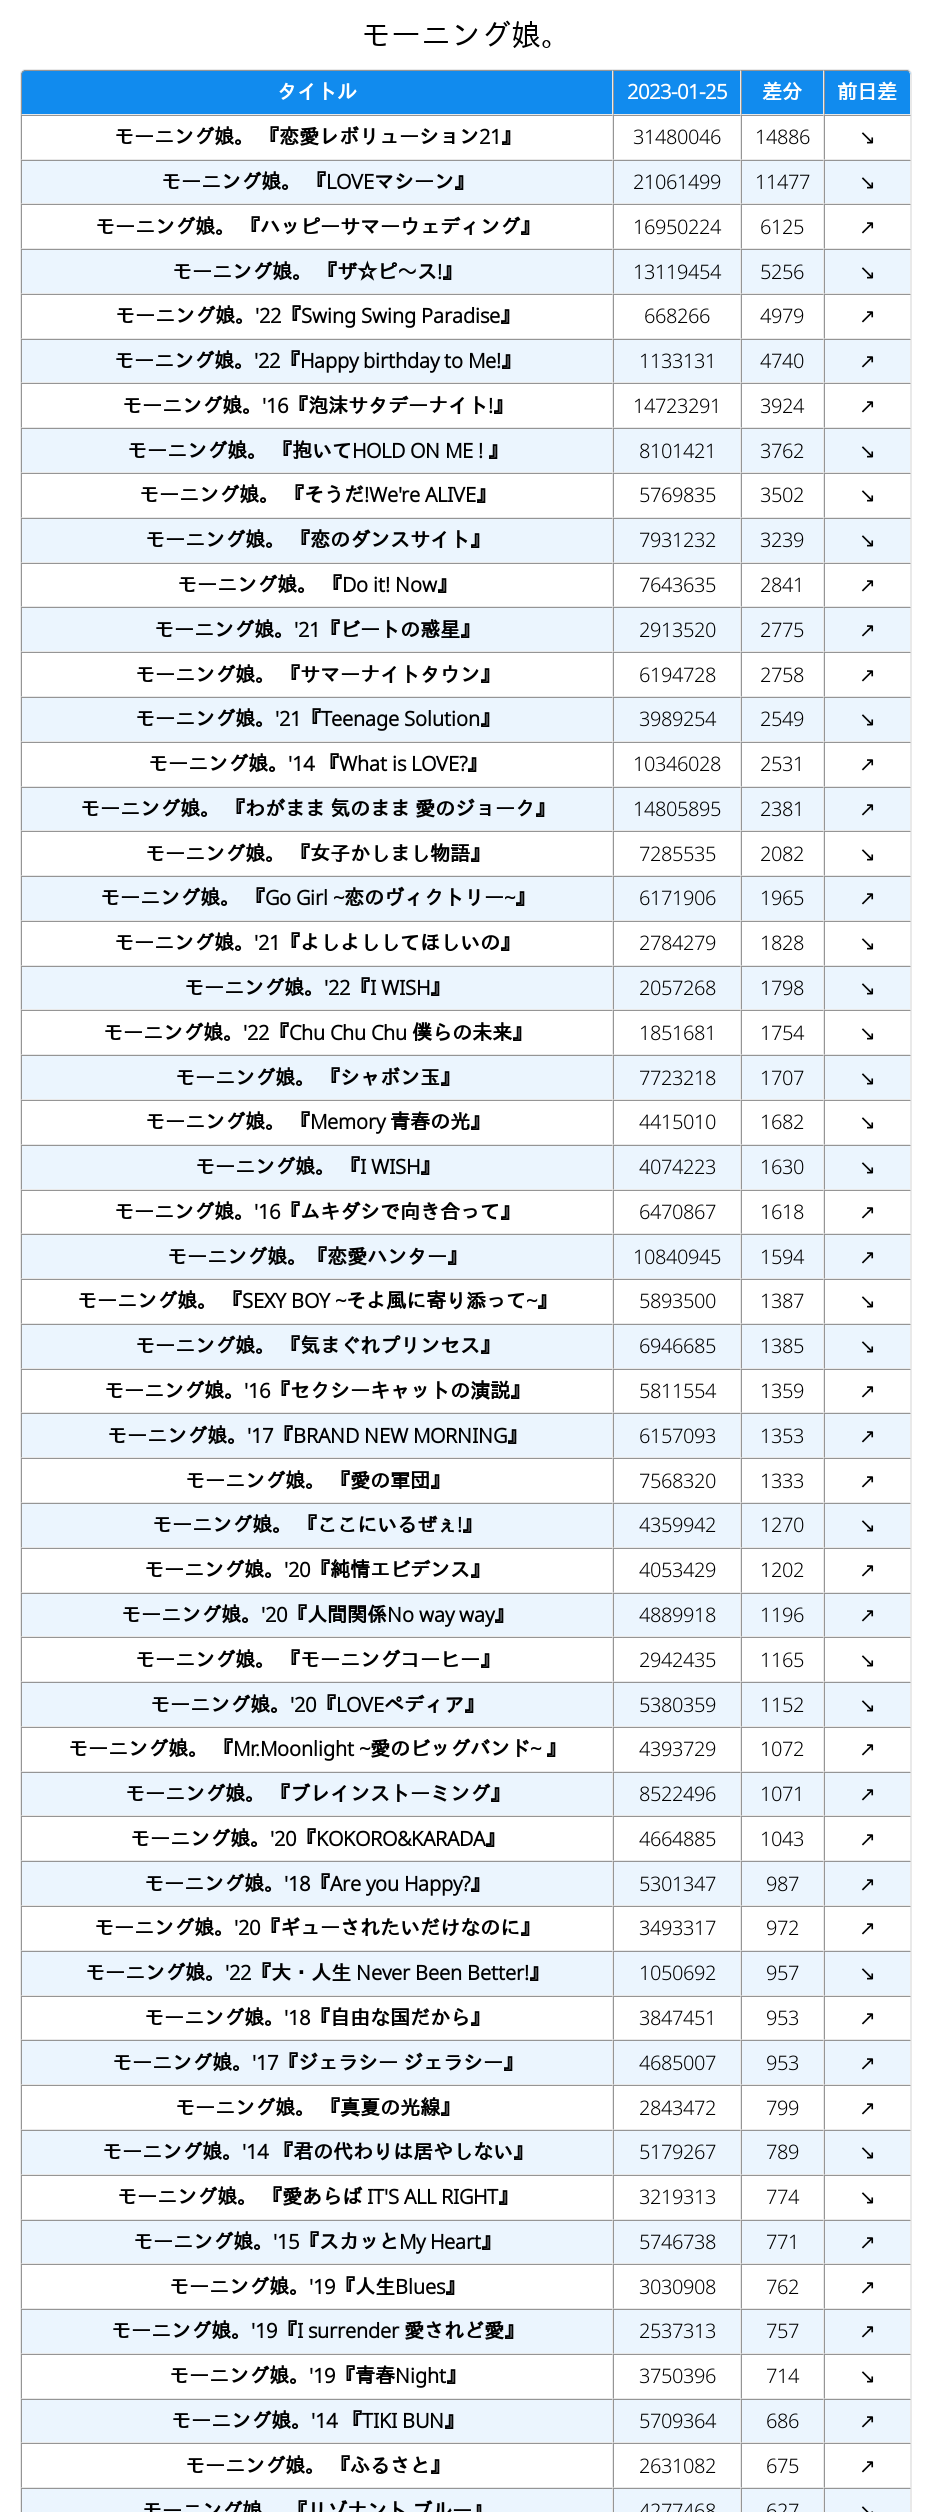 モーニング娘。
タイトル 2023-01-25 差分 前日差
モーニング娘。 『恋愛レボリューション21』 31480046 14886 ↘
モーニング娘。 『LOVEマシーン』 21061499 11477 ↘
モーニング娘。 『ハッピーサマーウェディング』 16950224 6125 ↗
モーニング娘。 『ザ☆ピ〜ス!』 13119454 5256 ↘
モーニング娘。'22『Swing Swing Paradise』 668266 4979 ↗
モーニング娘。'22『Happy birthday to Me!』 1133131 4740 ↗
モーニング娘。'16『泡沫サタデーナイト!』 14723291 3924 ↗
モーニング娘。 『抱いてHOLD ON ME ! 』 8101421 3762 ↘
モーニング娘。 『そうだ!We're ALIVE』 5769835 3502 ↘
モーニング娘。 『恋のダンスサイト』 7931232 3239 ↘
モーニング娘。 『Do it! Now』 7643635 2841 ↗
モーニング娘。'21『ビートの惑星』 2913520 2775 ↗
モーニング娘。 『サマーナイトタウン』 6194728 2758 ↗
モーニング娘。'21『Teenage Solution』 3989254 2549 ↘
モーニング娘。'14 『What is LOVE?』 10346028 2531 ↗
モーニング娘。 『わがまま 気のまま 愛のジョーク』 14805895 2381 ↗
モーニング娘。 『女子かしまし物語』 7285535 2082 ↘
モーニング娘。 『Go Girl ~恋のヴィクトリー~』 6171906 1965 ↗
モーニング娘。'21『よしよししてほしいの』 2784279 1828 ↘
モーニング娘。'22『I WISH』 2057268 1798 ↘
モーニング娘。'22『Chu Chu Chu 僕らの未来』 1851681 1754 ↘
モーニング娘。 『シャボン玉』 7723218 1707 ↘
モーニング娘。 『Memory 青春の光』 4415010 1682 ↘
モーニング娘。 『I WISH』 4074223 1630 ↘
モーニング娘。'16『ムキダシで向き合って』 6470867 1618 ↗
モーニング娘。『恋愛ハンター』 10840945 1594 ↗
モーニング娘。 『SEXY BOY ~そよ風に寄り添って~』 5893500 1387 ↘
モーニング娘。 『気まぐれプリンセス』 6946685 1385 ↘
モーニング娘。'16『セクシーキャットの演説』 5811554 1359 ↗
モーニング娘。'17『BRAND NEW MORNING』 6157093 1353 ↗
モーニング娘。 『愛の軍団』 7568320 1333 ↗
モーニング娘。 『ここにいるぜぇ!』 4359942 1270 ↘
モーニング娘。'20『純情エビデンス』 4053429 1202 ↗
モーニング娘。'20『人間関係No way way』 4889918 1196 ↗
モーニング娘。 『モーニングコーヒー』 2942435 1165 ↘
モーニング娘。'20『LOVEペディア』 5380359 1152 ↘
モーニング娘。 『Mr.Moonlight ~愛のビッグバンド~ 』 4393729 1072 ↗
モーニング娘。 『ブレインストーミング』 8522496 1071 ↗
モーニング娘。'20『KOKORO&KARADA』 4664885 1043 ↗
モーニング娘。'18『Are you Happy?』 5301347 987 ↗
モーニング娘。'20『ギューされたいだけなのに』 3493317 972 ↗
モーニング娘。'22『大・人生 Never Been Better!』 1050692 957 ↘
モーニング娘。'18『自由な国だから』 3847451 953 ↗
モーニング娘。'17『ジェラシー ジェラシー』 4685007 953 ↗
モーニング娘。 『真夏の光線』 2843472 799 ↗
モーニング娘。'14 『君の代わりは居やしない』 5179267 789 ↘
モーニング娘。 『愛あらば IT'S ALL RIGHT』 3219313 774 ↘
モーニング娘。'15『スカッとMy Heart』 5746738 771 ↗
モーニング娘。'19『人生Blues』 3030908 762 ↗
モーニング娘。'19『I surrender 愛されど愛』 2537313 757 ↗
モーニング娘。'19『青春Night』 3750396 714 ↘
モーニング娘。'14 『TIKI BUN』 5709364 686 ↗
モーニング娘。 『ふるさと』 2631082 675 ↗
モーニング娘。 『リゾナント ブルー』 4277468 627 ↘